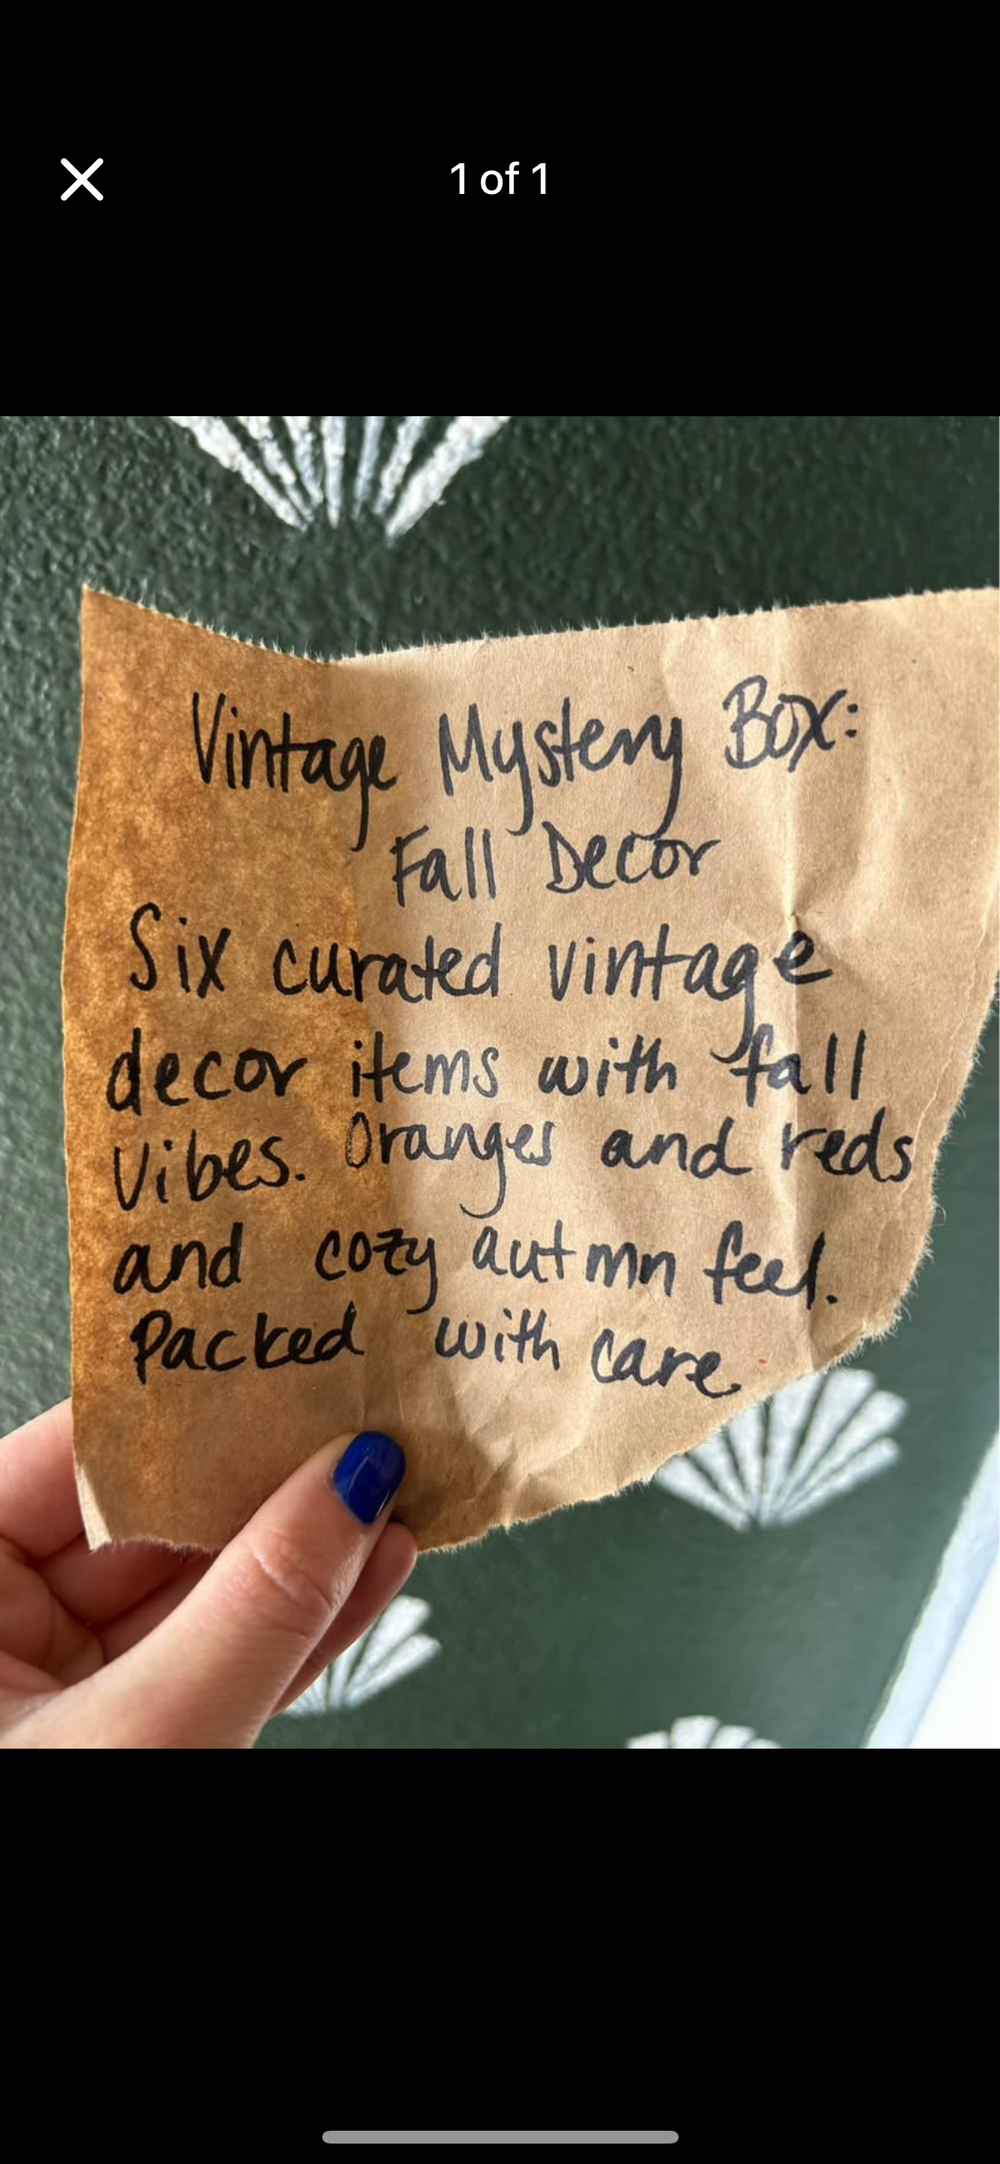 1 of 1
Vintage Mystery Box:
Fall Decor
Six curated vintage
decor items with fall
vibes. Oranges and reds
and cozy autmn feel.
Packed with care